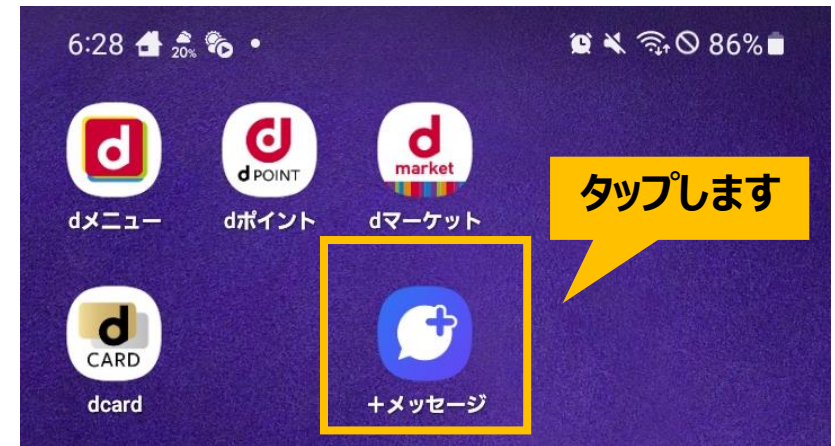 6:28
20%
86%
d
d
d POINT
d
market
タップします
dメニュー
dポイント
dマーケット
d
CARD
dcard
+メッセージ